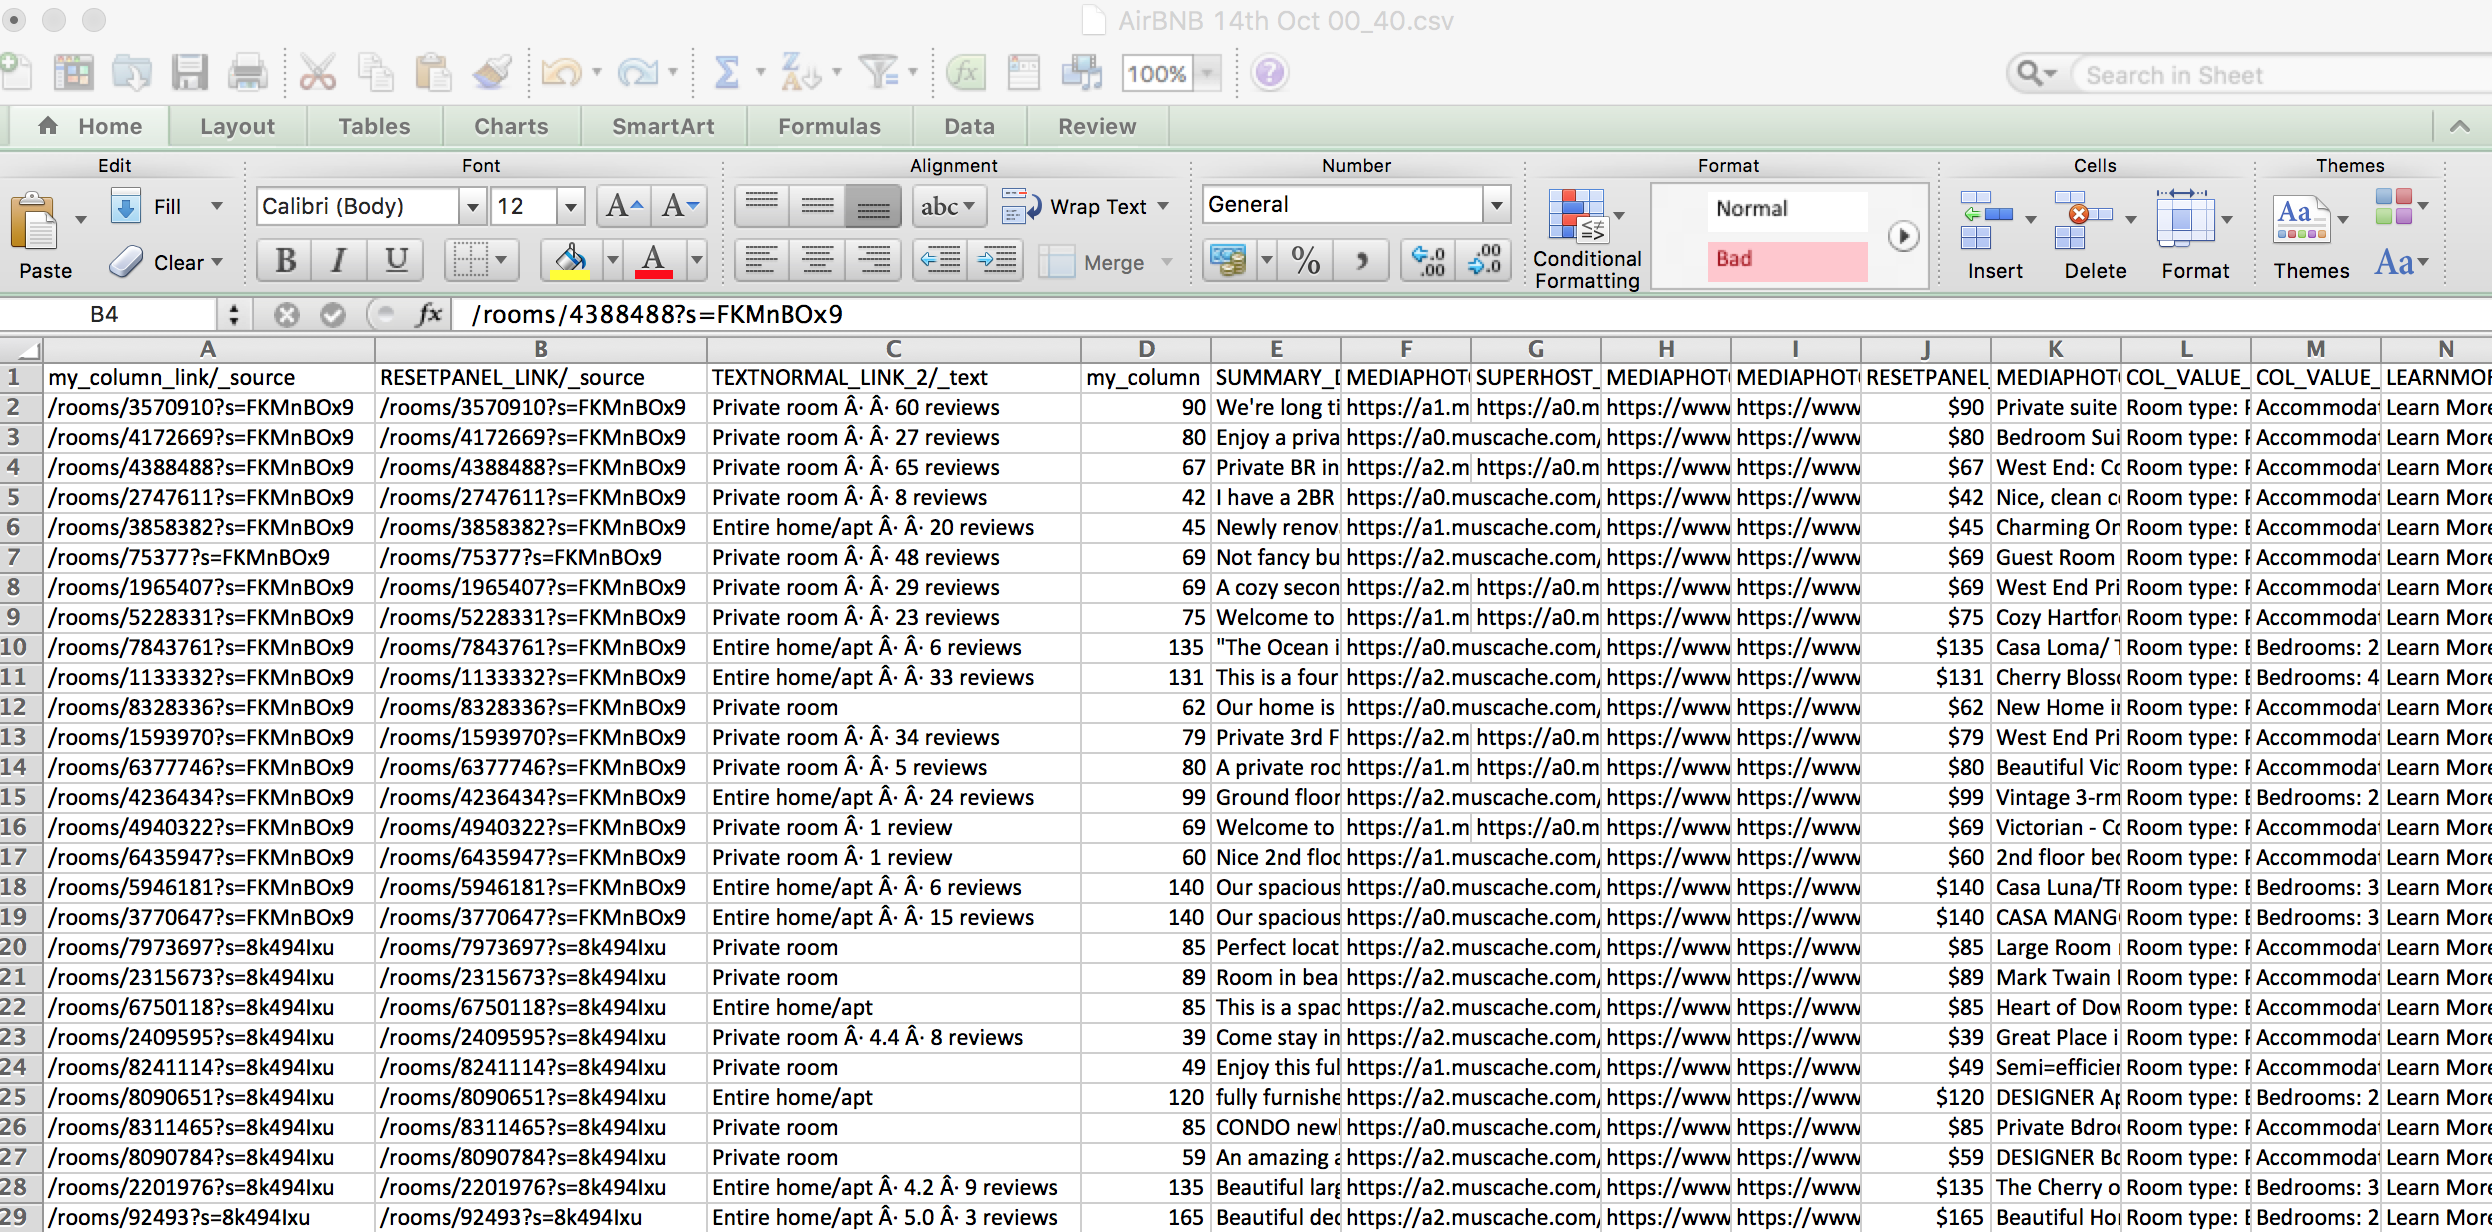 AirBNB 14th Oct 00_40.csv
100% Search in Sheet
Home Layout Tables Charts SmartArt Formulas Data Review
Edit Font Alignment Number Format Cells Themes
Fill Calibri (Body) 12 abc Wrap Text General Normal
Paste Clear B I U A Merge % Conditional Formatting Bad Insert Delete Format Themes Aa
B4 fx /rooms/4388488?s=FKMnBOx9
A B C D E F G H I J K L M N
1 my_column_link/_source RESETPANEL_LINK/_source TEXTNORMAL_LINK_2/_text my_column SUMMARY_D MEDIAPHOTO SUPERHOST_ MEDIAPHOT MEDIAPHOT RESETPANEL_ MEDIAPHOTO COL_VALUE_ COL_VALUE_ LEARNMOR
2 /rooms/3570910?s=FKMnBOx9 /rooms/3570910?s=FKMnBOx9 Private room Â· Â· 60 reviews 90 We're long ti https://a1.m https://a0.m https://www https://www $90 Private suite Room type: P Accommodat Learn More
3 /rooms/4172669?s=FKMnBOx9 /rooms/4172669?s=FKMnBOx9 Private room Â· Â· 27 reviews 80 Enjoy a priva https://a0.muscache.com, https://www https://www $80 Bedroom Sui Room type: P Accommodat Learn More
4 /rooms/4388488?s=FKMnBOx9 /rooms/4388488?s=FKMnBOx9 Private room Â· Â· 65 reviews 67 Private BR in https://a2.m https://a0.m https://www https://www $67 West End: Co Room type: P Accommodat Learn More
5 /rooms/2747611?s=FKMnBOx9 /rooms/2747611?s=FKMnBOx9 Private room Â· Â· 8 reviews 42 I have a 2BR https://a0.muscache.com, https://www https://www $42 Nice, clean c Room type: P Accommodat Learn More
6 /rooms/3858382?s=FKMnBOx9 /rooms/3858382?s=FKMnBOx9 Entire home/apt Â· Â· 20 reviews 45 Newly renov https://a1.muscache.com, https://www https://www $45 Charming On Room type: E Accommodat Learn More
7 /rooms/75377?s=FKMnBOx9 /rooms/75377?s=FKMnBOx9 Private room Â· Â· 48 reviews 69 Not fancy bu https://a2.muscache.com, https://www https://www $69 Guest Room Room type: P Accommodat Learn More
8 /rooms/1965407?s=FKMnBOx9 /rooms/1965407?s=FKMnBOx9 Private room Â· Â· 29 reviews 69 A cozy secon https://a2.m https://a0.m https://www https://www $69 West End Pri Room type: P Accommodat Learn More
9 /rooms/5228331?s=FKMnBOx9 /rooms/5228331?s=FKMnBOx9 Private room Â· Â· 23 reviews 75 Welcome to https://a1.m https://a0.m https://www https://www $75 Cozy Hartfor Room type: P Accommodat Learn More
10 /rooms/7843761?s=FKMnBOx9 /rooms/7843761?s=FKMnBOx9 Entire home/apt Â· Â· 6 reviews 135 "The Ocean i https://a0.muscache.com, https://www https://www $135 Casa Loma/ T Room type: E Bedrooms: 2 Learn More
11 /rooms/1133332?s=FKMnBOx9 /rooms/1133332?s=FKMnBOx9 Entire home/apt Â· Â· 33 reviews 131 This is a four https://a2.muscache.com, https://www https://www $131 Cherry Blosso Room type: E Bedrooms: 4 Learn More
12 /rooms/8328336?s=FKMnBOx9 /rooms/8328336?s=FKMnBOx9 Private room 62 Our home is https://a0.muscache.com, https://www https://www $62 New Home in Room type: P Accommodat Learn More
13 /rooms/1593970?s=FKMnBOx9 /rooms/1593970?s=FKMnBOx9 Private room Â· Â· 34 reviews 79 Private 3rd F https://a2.m https://a0.m https://www https://www $79 West End Pri Room type: P Accommodat Learn More
14 /rooms/6377746?s=FKMnBOx9 /rooms/6377746?s=FKMnBOx9 Private room Â· Â· 5 reviews 80 A private roo https://a1.m https://a0.m https://www https://www $80 Beautiful Vic Room type: P Accommodat Learn More
15 /rooms/4236434?s=FKMnBOx9 /rooms/4236434?s=FKMnBOx9 Entire home/apt Â· Â· 24 reviews 99 Ground floor https://a2.muscache.com, https://www https://www $99 Vintage 3-rm Room type: E Bedrooms: 2 Learn More
16 /rooms/4940322?s=FKMnBOx9 /rooms/4940322?s=FKMnBOx9 Private room Â· 1 review 69 Welcome to https://a1.m https://a0.m https://www https://www $69 Victorian - Co Room type: P Accommodat Learn More
17 /rooms/6435947?s=FKMnBOx9 /rooms/6435947?s=FKMnBOx9 Private room Â· 1 review 60 Nice 2nd floo https://a1.muscache.com, https://www https://www $60 2nd floor bed Room type: P Accommodat Learn More
18 /rooms/5946181?s=FKMnBOx9 /rooms/5946181?s=FKMnBOx9 Entire home/apt Â· Â· 6 reviews 140 Our spacious https://a0.muscache.com, https://www https://www $140 Casa Luna/TR Room type: E Bedrooms: 3 Learn More
19 /rooms/3770647?s=FKMnBOx9 /rooms/3770647?s=FKMnBOx9 Entire home/apt Â· Â· 15 reviews 140 Our spacious https://a0.muscache.com, https://www https://www $140 CASA MANG Room type: E Bedrooms: 3 Learn More
20 /rooms/7973697?s=8k494Ixu /rooms/7973697?s=8k494Ixu Private room 85 Perfect locat https://a2.muscache.com, https://www https://www $85 Large Room Room type: P Accommodat Learn More
21 /rooms/2315673?s=8k494Ixu /rooms/2315673?s=8k494Ixu Private room 89 Room in bea https://a2.muscache.com, https://www https://www $89 Mark Twain Room type: P Accommodat Learn More
22 /rooms/6750118?s=8k494Ixu /rooms/6750118?s=8k494Ixu Entire home/apt 85 This is a spac https://a2.muscache.com, https://www https://www $85 Heart of Dow Room type: E Accommodat Learn More
23 /rooms/2409595?s=8k494Ixu /rooms/2409595?s=8k494Ixu Private room Â· 4.4 Â· 8 reviews 39 Come stay in https://a2.muscache.com, https://www https://www $39 Great Place i Room type: P Accommodat Learn More
24 /rooms/8241114?s=8k494Ixu /rooms/8241114?s=8k494Ixu Private room 49 Enjoy this ful https://a1.muscache.com, https://www https://www $49 Semi=efficier Room type: P Accommodat Learn More
25 /rooms/8090651?s=8k494Ixu /rooms/8090651?s=8k494Ixu Entire home/apt 120 fully furnishe https://a2.muscache.com, https://www https://www $120 DESIGNER Ap Room type: E Bedrooms: 2 Learn More
26 /rooms/8311465?s=8k494Ixu /rooms/8311465?s=8k494Ixu Private room 85 CONDO newl https://a0.muscache.com, https://www https://www $85 Private Bdro Room type: P Accommodat Learn More
27 /rooms/8090784?s=8k494Ixu /rooms/8090784?s=8k494Ixu Private room 59 An amazing a https://a2.muscache.com, https://www https://www $59 DESIGNER Bo Room type: P Accommodat Learn More
28 /rooms/2201976?s=8k494Ixu /rooms/2201976?s=8k494Ixu Entire home/apt Â· 4.2 Â· 9 reviews 135 Beautiful larg https://a2.muscache.com, https://www https://www $135 The Cherry o Room type: E Bedrooms: 3 Learn More
29 /rooms/92493?s=8k494Ixu /rooms/92493?s=8k494Ixu Entire home/apt Â· 5.0 Â· 3 reviews 165 Beautiful dec https://a2.muscache.com, https://www https://www $165 Beautiful Ho Room type: E Bedrooms: 2 Learn More